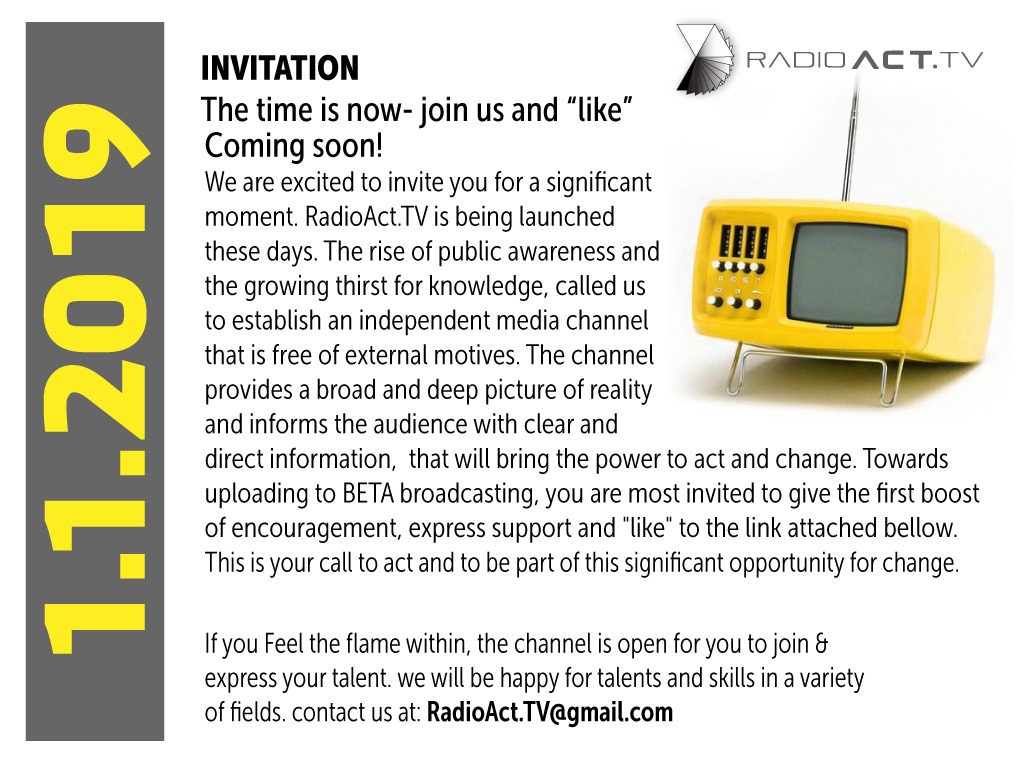 1.1.2019
RADIOACT.TV
INVITATION
The time is now- join us and “like”
Coming soon!
We are excited to invite you for a significant
moment. RadioAct.TV is being launched
these days. The rise of public awareness and
the growing thirst for knowledge, called us
to establish an independent media channel
that is free of external motives. The channel
provides a broad and deep picture of reality
and informs the audience with clear and
direct information,  that will bring the power to act and change. Towards
uploading to BETA broadcasting, you are most invited to give the first boost
of encouragement, express support and "like" to the link attached bellow.
This is your call to act and to be part of this significant opportunity for change.
If you Feel the flame within, the channel is open for you to join &
express your talent. we will be happy for talents and skills in a variety
of fields. contact us at: RadioAct.TV@gmail.com